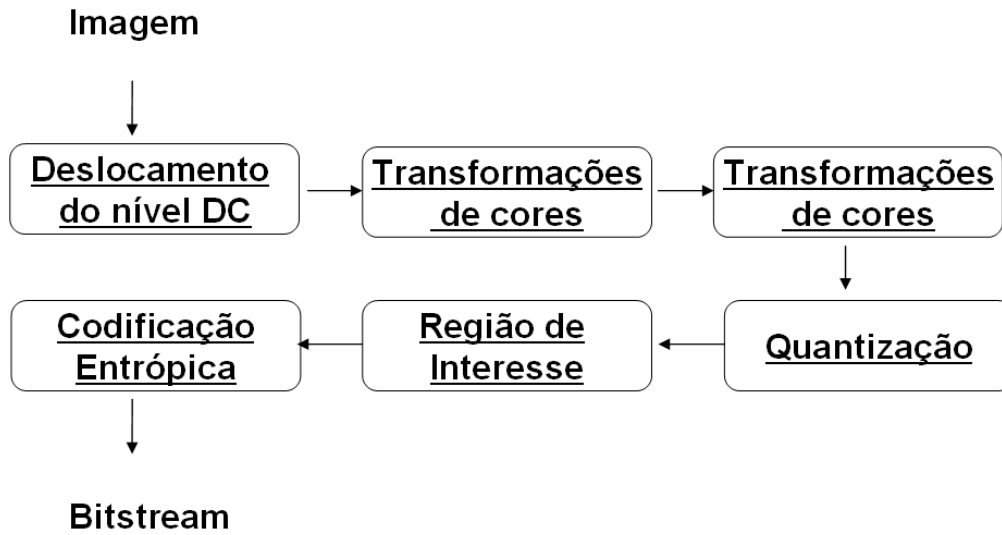 Imagem
Deslocamento
do nível DC
Transformações
de cores
Transformações
de cores
Quantização
Região de
Interesse
Codificação
Entrópica
Bitstream